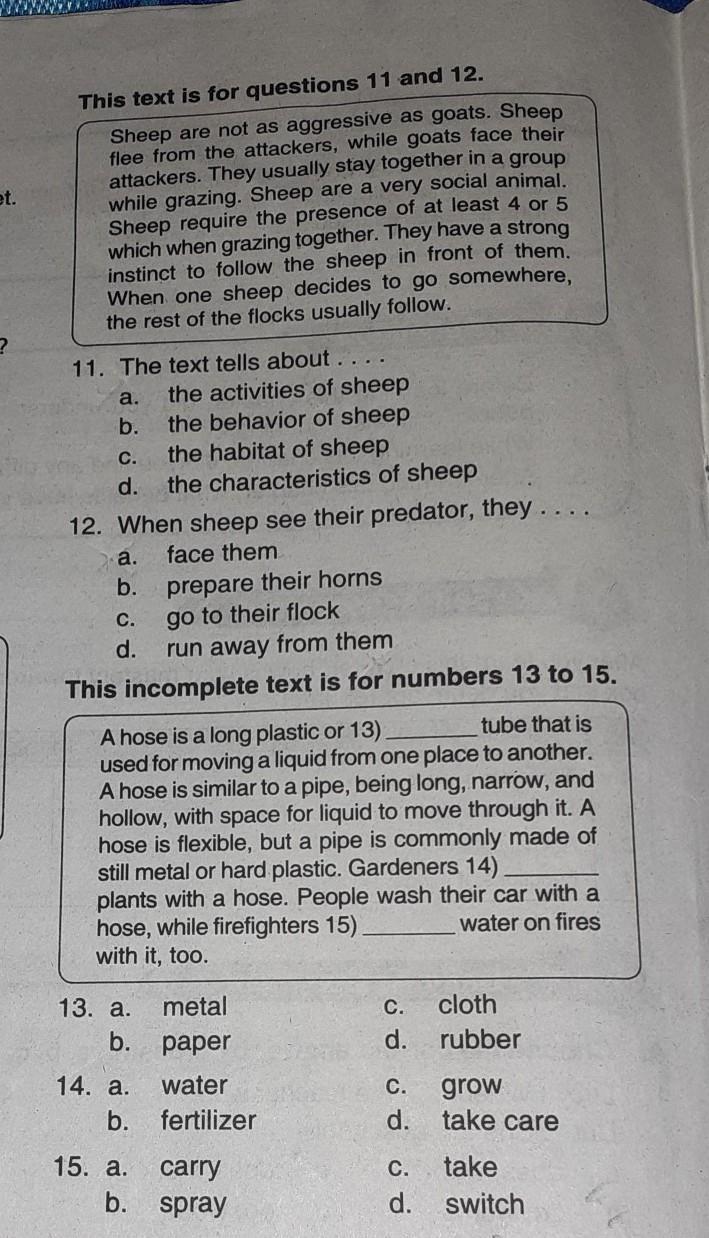 This text is for questions 11 and 12.
Sheep are not as aggressive as goats. Sheep
flee from the attackers, while goats face their
attackers. They usually stay together in a group
while grazing. Sheep are a very social animal.
Sheep require the presence of at least 4 or 5
which when grazing together. They have a strong
instinct to follow the sheep in front of them.
When one sheep decides to go somewhere,
the rest of the flocks usually follow.
11. The text tells about . . . .
a. the activities of sheep
b. the behavior of sheep
c. the habitat of sheep
d. the characteristics of sheep
12. When sheep see their predator, they . . . .
a. face them
b. prepare their horns
c. go to their flock
d. run away from them
This incomplete text is for numbers 13 to 15.
A hose is a long plastic or 13) ________ tube that is
used for moving a liquid from one place to another.
A hose is similar to a pipe, being long, narrow, and
hollow, with space for liquid to move through it. A
hose is flexible, but a pipe is commonly made of
still metal or hard plastic. Gardeners 14) ________
plants with a hose. People wash their car with a
hose, while firefighters 15) ________ water on fires
with it, too.
13. a. metal c. cloth
b. paper d. rubber
14. a. water c. grow
b. fertilizer d. take care
15. a. carry c. take
b. spray d. switch